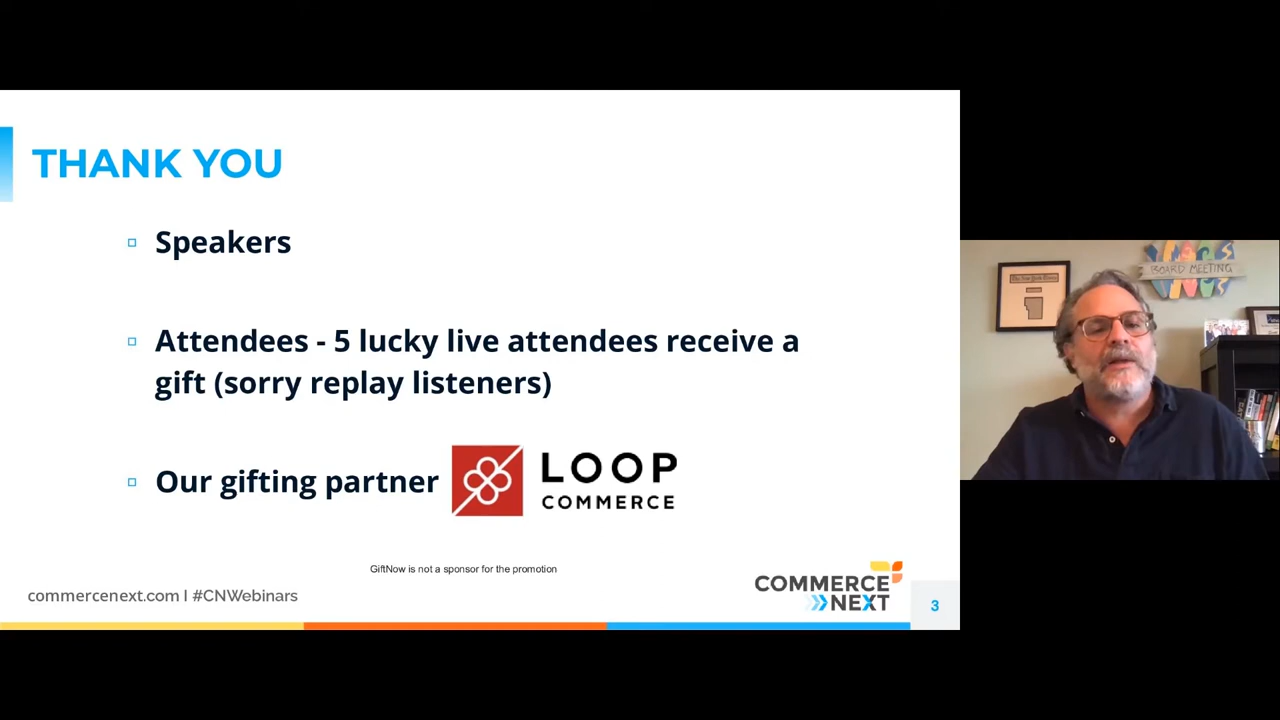 THANK YOU
Speakers
Attendees - 5 lucky live attendees receive a
gift (sorry replay listeners)
Our gifting partner
LOOP
COMMERCE
GiftNow is not a sponsor for the promotion
commercenext.com I #CNWebinars
COMMERCE
NEXT
3
BOARD MEETING